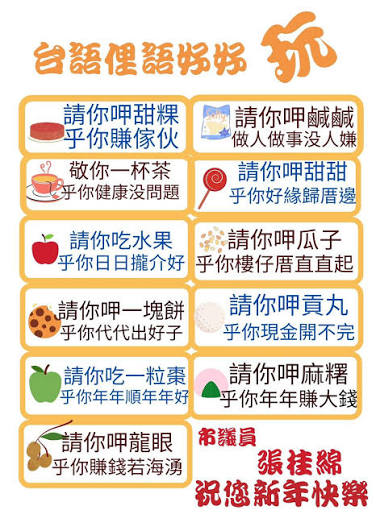 台語俚語好好玩
請你呷甜粿
乎你賺傢伙
請你呷鹹鹹
做人做事没人嫌
敬你一杯茶
乎你健康没問題
請你呷甜甜
乎你好緣歸厝邊
請你吃水果
乎你日日攏介好
請你呷瓜子
乎你樓仔厝直直起
請你呷一塊餅
乎你代代出好子
請你呷貢丸
乎你現金開不完
請你吃一粒棗
乎你年年順年年好
請你呷麻糬
乎你年年賺大錢
請你呷龍眼
乎你賺錢若海湧
市議員
張桂綿
祝您新年快樂